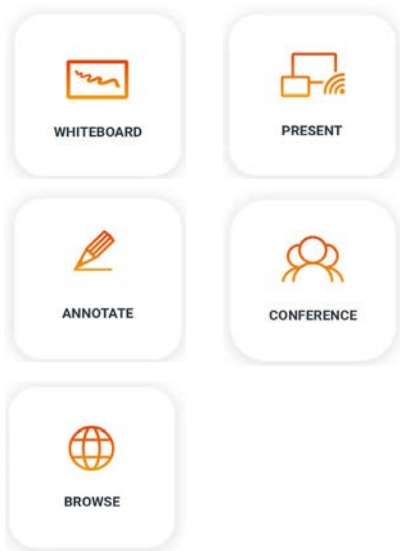 WHITEBOARD
PRESENT
ANNOTATE
CONFERENCE
BROWSE